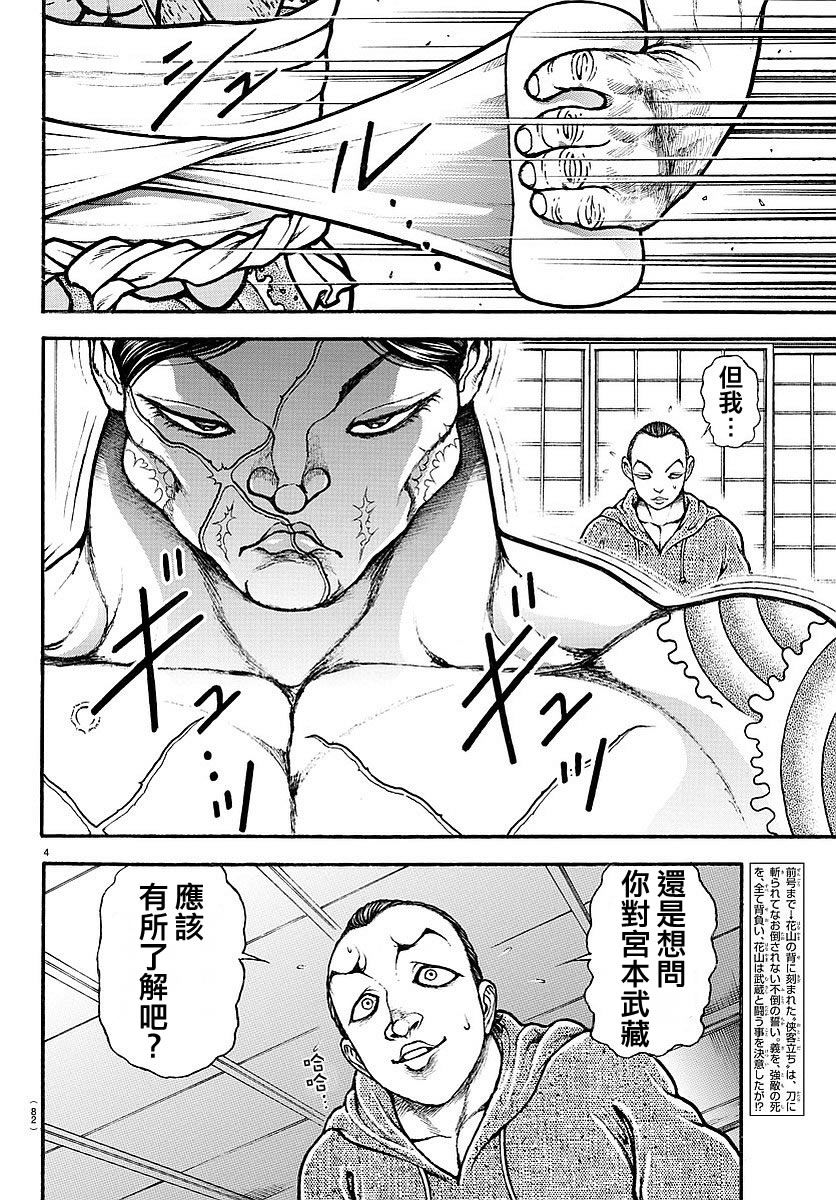 シュ
ル…
但我…
ギュ…
ギュッ
還是想問
你對宮本武藏
應該
有所了解吧？
哈哈…
前号まで→花山の背に刻まれた〝侠客立ち〟は、刀に
斬られてなお倒されない不倒の誓い。義を、強敵の死
を、全て背負い、花山は武蔵と闘う事を決意したが!?
4
(82)